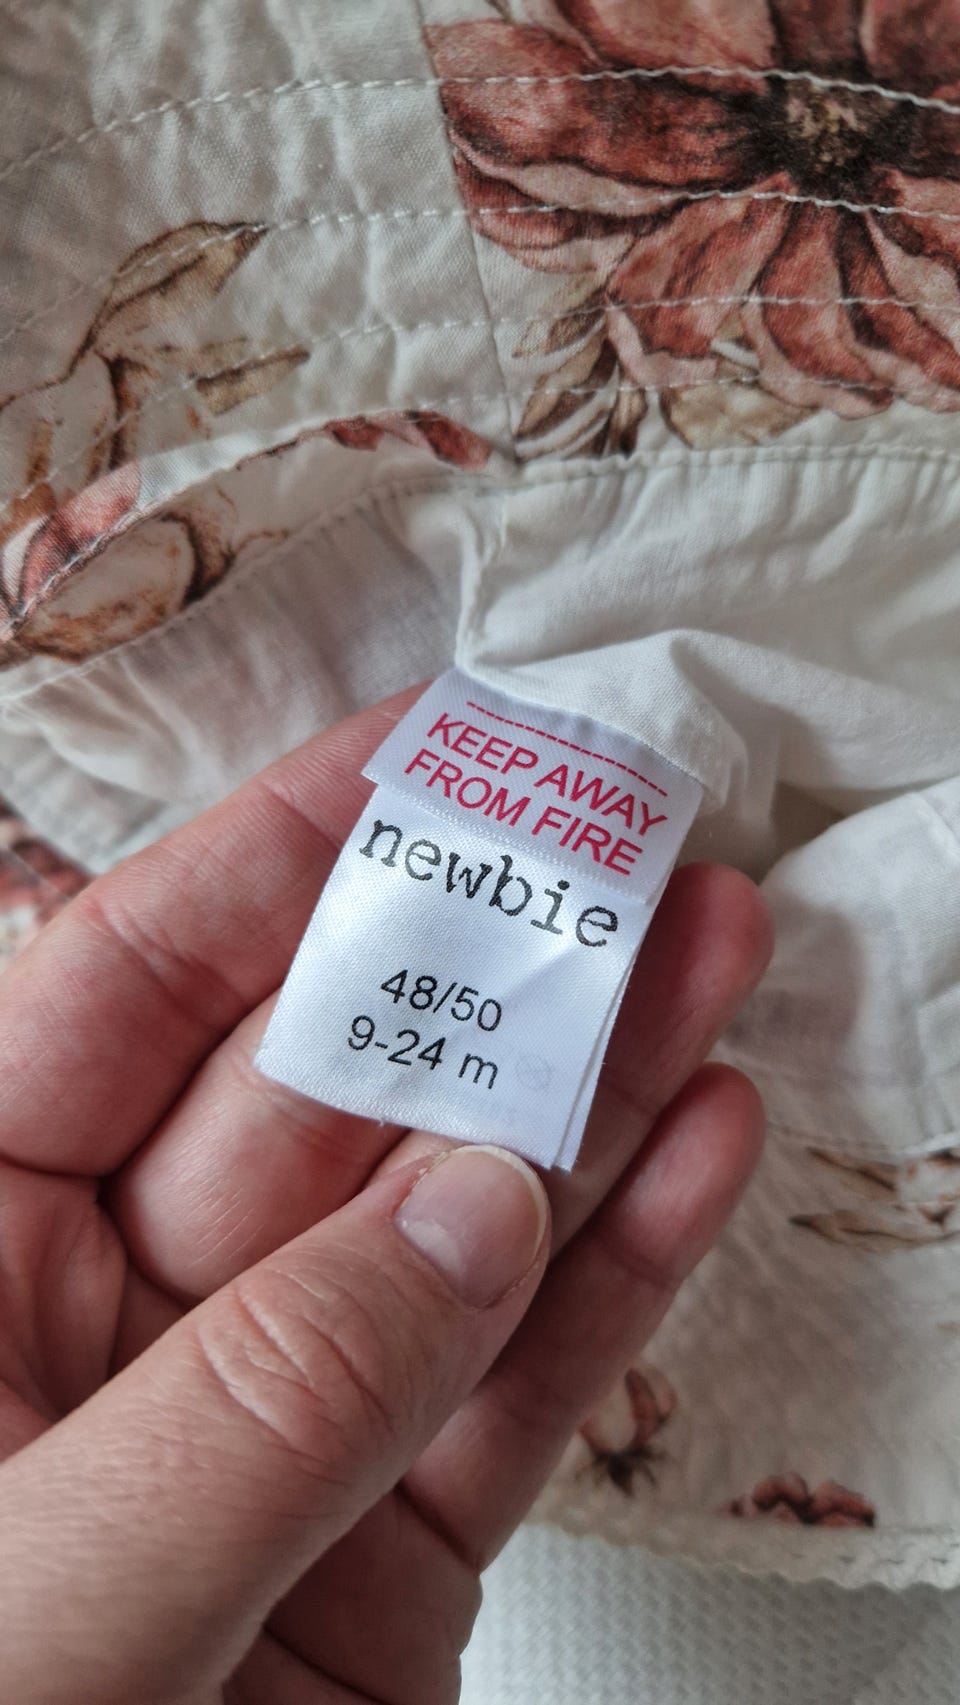 KEEP AWAY
FROM FIRE
newbie
48/50
9-24 m